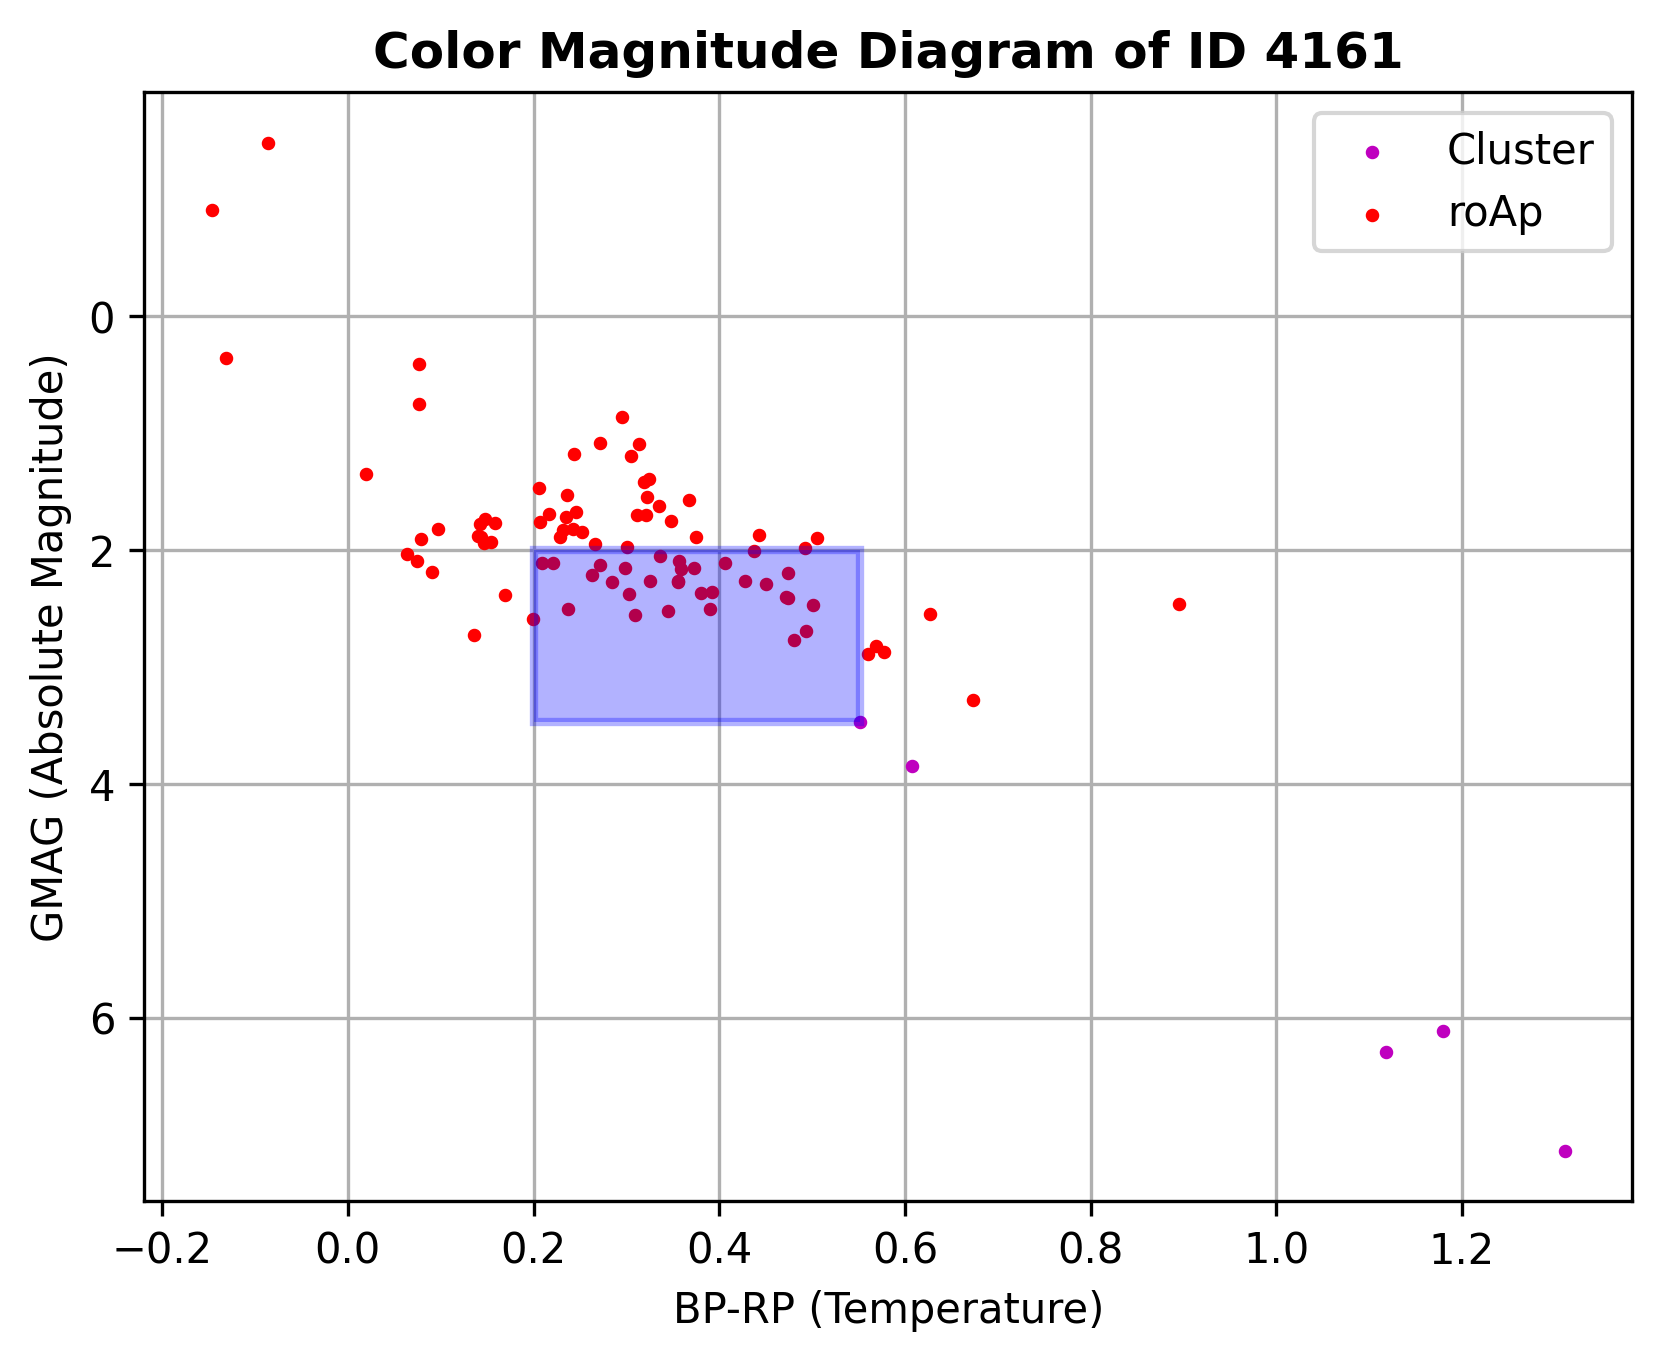 Color Magnitude Diagram of ID 4161
Cluster
roAp
GMAG (Absolute Magnitude)
0
2
4
6
−0.2 0.0 0.2 0.4 0.6 0.8 1.0 1.2
BP-RP (Temperature)